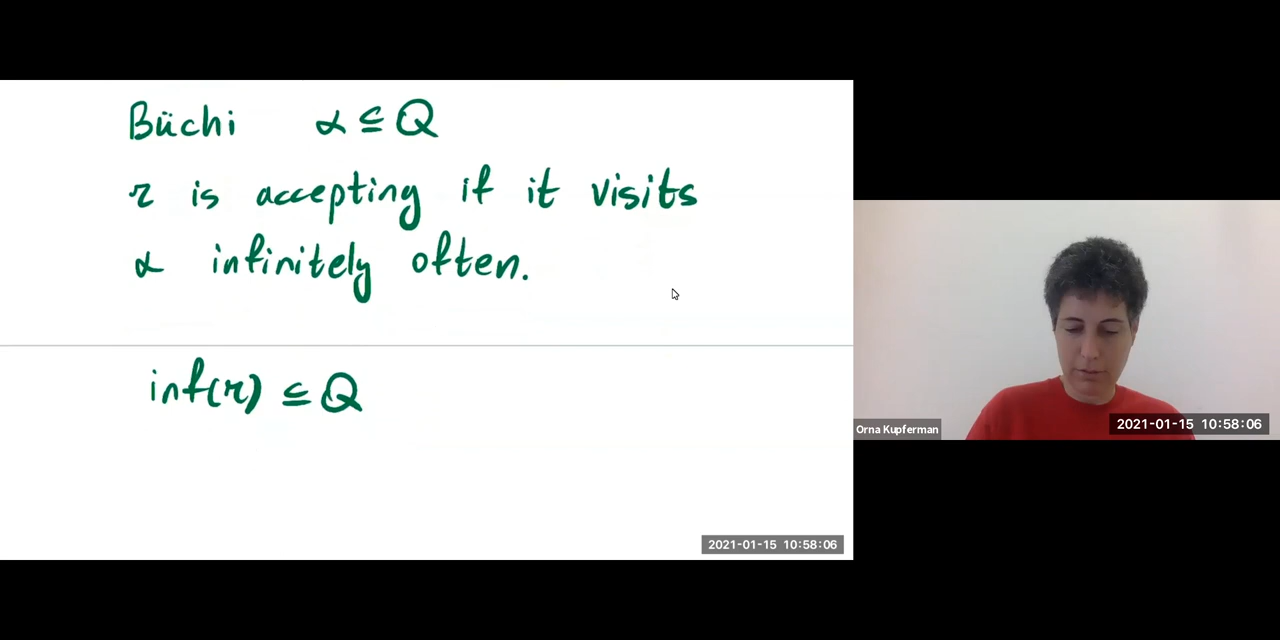 Büchi α ⊆ Q
r is accepting if it visits
α infinitely often.
inf(r) ⊆ Q
2021-01-15 10:58:06
Orna Kupferman
2021-01-15 10:58:06